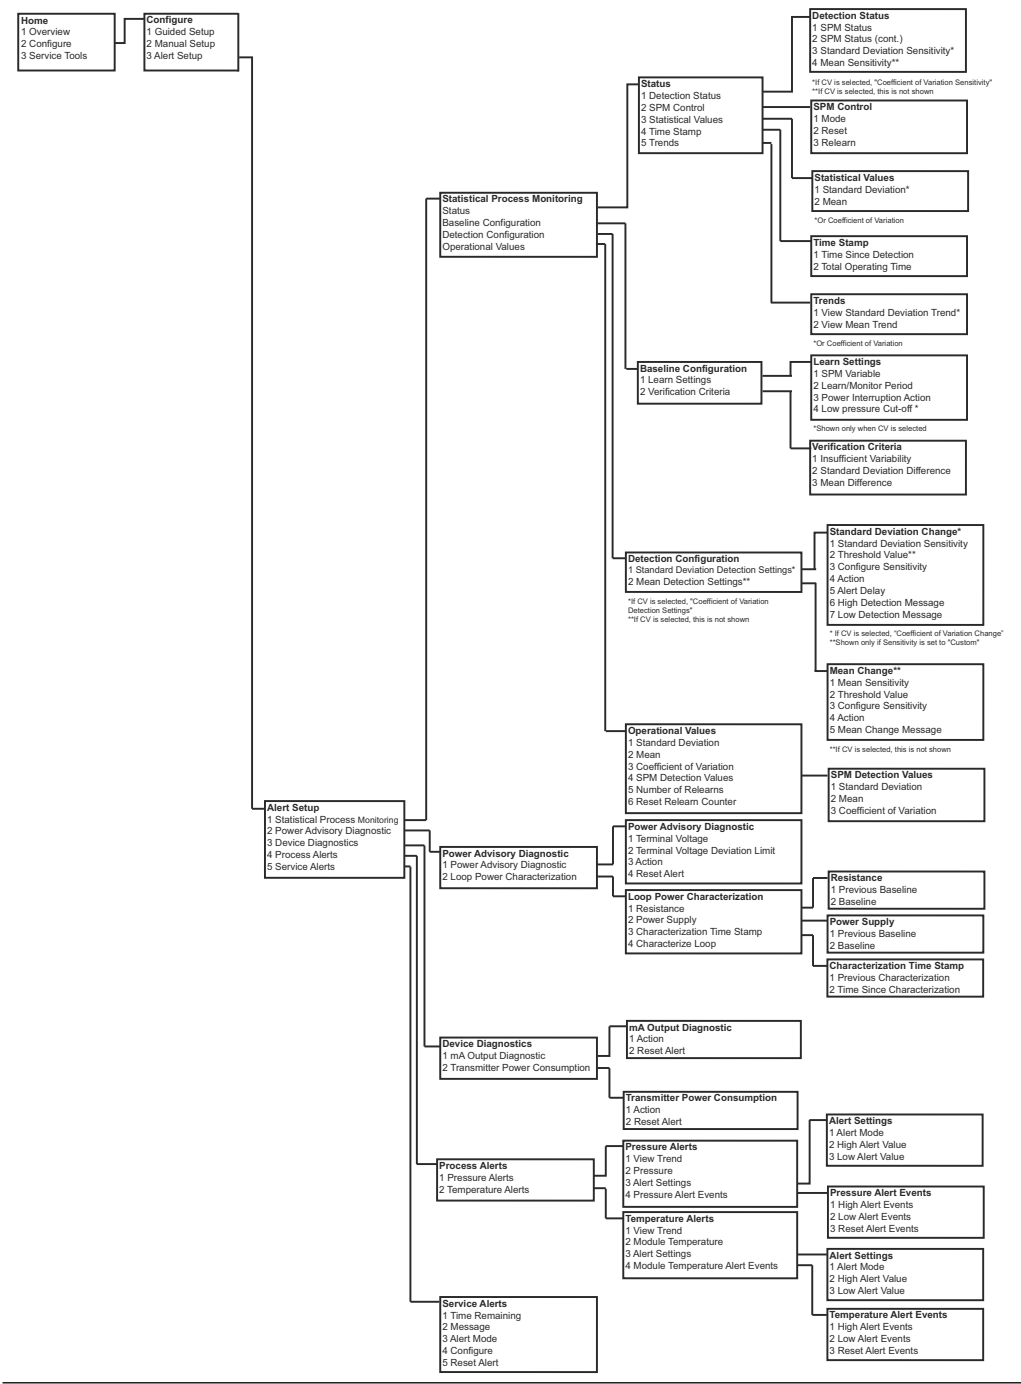 Home
1 Overview
2 Configure
3 Service Tools
Configure
1 Guided Setup
2 Manual Setup
3 Alert Setup
Detection Status
1 SPM Status
2 SPM Status (cont.)
3 Standard Deviation Sensitivity*
4 Mean Sensitivity**
*If CV is selected, "Coefficient of Variation Sensitivity"
**If CV is selected, this is not shown
Status
1 Detection Status
2 SPM Control
3 Statistical Values
4 Time Stamp
5 Trends
SPM Control
1 Mode
2 Reset
3 Relearn
Statistical Values
1 Standard Deviation*
2 Mean
*Or Coefficient of Variation
Statistical Process Monitoring
Status
Baseline Configuration
Detection Configuration
Operational Values
Time Stamp
1 Time Since Detection
2 Total Operating Time
Trends
1 View Standard Deviation Trend*
2 View Mean Trend
*Or Coefficient of Variation
Baseline Configuration
1 Learn Settings
2 Verification Criteria
Learn Settings
1 SPM Variable
2 Learn/Monitor Period
3 Power Interruption Action
4 Low pressure Cut-off *
*Shown only when CV is selected
Verification Criteria
1 Insufficient Variability
2 Standard Deviation Difference
3 Mean Difference
Detection Configuration
1 Standard Deviation Detection Settings*
2 Mean Detection Settings**
*If CV is selected, "Coefficient of Variation
Detection Settings"
**If CV is selected, this is not shown
Standard Deviation Change*
1 Standard Deviation Sensitivity
2 Threshold Value**
3 Configure Sensitivity
4 Action
5 Alert Delay
6 High Detection Message
7 Low Detection Message
* If CV is selected, "Coefficient of Variation Change"
**Shown only if Sensitivity is set to "Custom"
Mean Change**
1 Mean Sensitivity
2 Threshold Value
3 Configure Sensitivity
4 Action
5 Mean Change Message
**If CV is selected, this is not shown
Operational Values
1 Standard Deviation
2 Mean
3 Coefficient of Variation
4 SPM Detection Values
5 Number of Relearns
6 Reset Relearn Counter
SPM Detection Values
1 Standard Deviation
2 Mean
3 Coefficient of Variation
Alert Setup
1 Statistical Process Monitoring
2 Power Advisory Diagnostic
3 Device Diagnostics
4 Process Alerts
5 Service Alerts
Power Advisory Diagnostic
1 Power Advisory Diagnostic
2 Loop Power Characterization
Power Advisory Diagnostic
1 Terminal Voltage
2 Terminal Voltage Deviation Limit
3 Action
4 Reset Alert
Loop Power Characterization
1 Resistance
2 Power Supply
3 Characterization Time Stamp
4 Characterize Loop
Resistance
1 Previous Baseline
2 Baseline
Power Supply
1 Previous Baseline
2 Baseline
Characterization Time Stamp
1 Previous Characterization
2 Time Since Characterization
Device Diagnostics
1 mA Output Diagnostic
2 Transmitter Power Consumption
mA Output Diagnostic
1 Action
2 Reset Alert
Transmitter Power Consumption
1 Action
2 Reset Alert
Process Alerts
1 Pressure Alerts
2 Temperature Alerts
Pressure Alerts
1 View Trend
2 Pressure
3 Alert Settings
4 Pressure Alert Events
Alert Settings
1 Alert Mode
2 High Alert Value
3 Low Alert Value
Pressure Alert Events
1 High Alert Events
2 Low Alert Events
3 Reset Alert Events
Temperature Alerts
1 View Trend
2 Module Temperature
3 Alert Settings
4 Module Temperature Alert Events
Alert Settings
1 Alert Mode
2 High Alert Value
3 Low Alert Value
Temperature Alert Events
1 High Alert Events
2 Low Alert Events
3 Reset Alert Events
Service Alerts
1 Time Remaining
2 Message
3 Alert Mode
4 Configure
5 Reset Alert